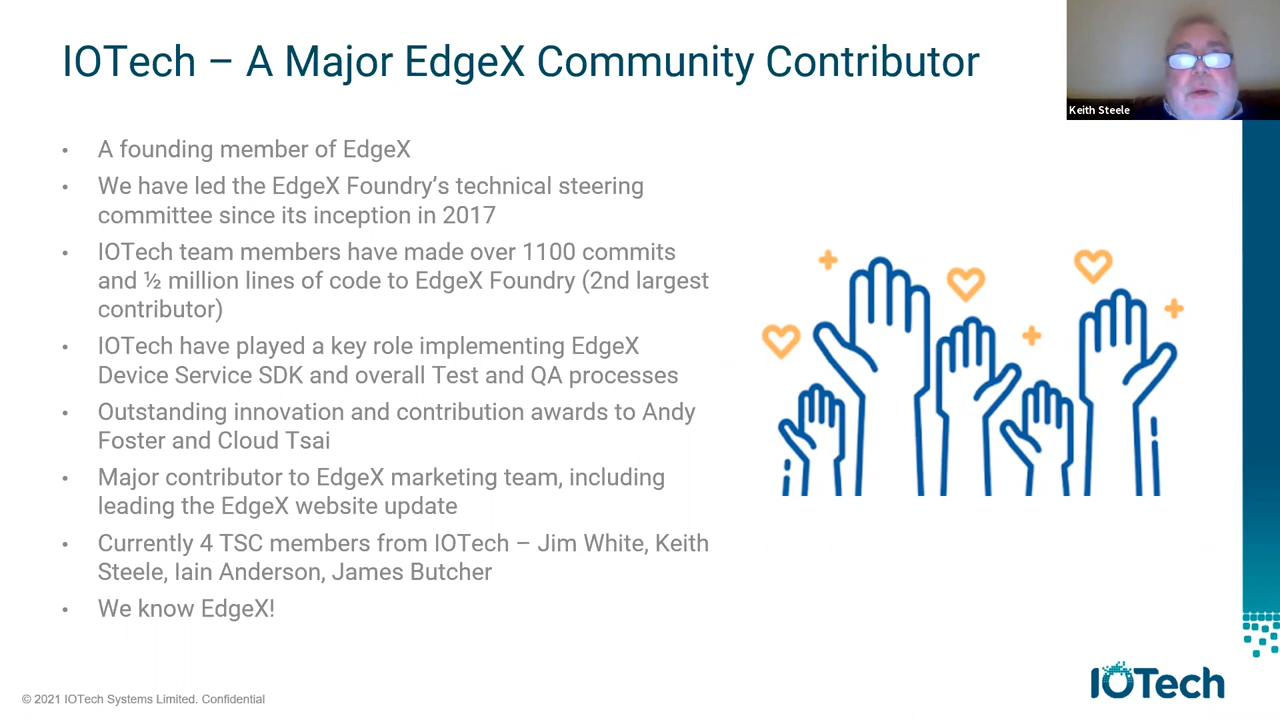 IOTech – A Major EdgeX Community Contributor
Keith Steele
• A founding member of EdgeX
• We have led the EdgeX Foundry’s technical steering
committee since its inception in 2017
• IOTech team members have made over 1100 commits
and ½ million lines of code to EdgeX Foundry (2nd largest
contributor)
• IOTech have played a key role implementing EdgeX
Device Service SDK and overall Test and QA processes
• Outstanding innovation and contribution awards to Andy
Foster and Cloud Tsai
• Major contributor to EdgeX marketing team, including
leading the EdgeX website update
• Currently 4 TSC members from IOTech – Jim White, Keith
Steele, Iain Anderson, James Butcher
• We know EdgeX!
© 2021 IOTech Systems Limited. Confidential
IOTech